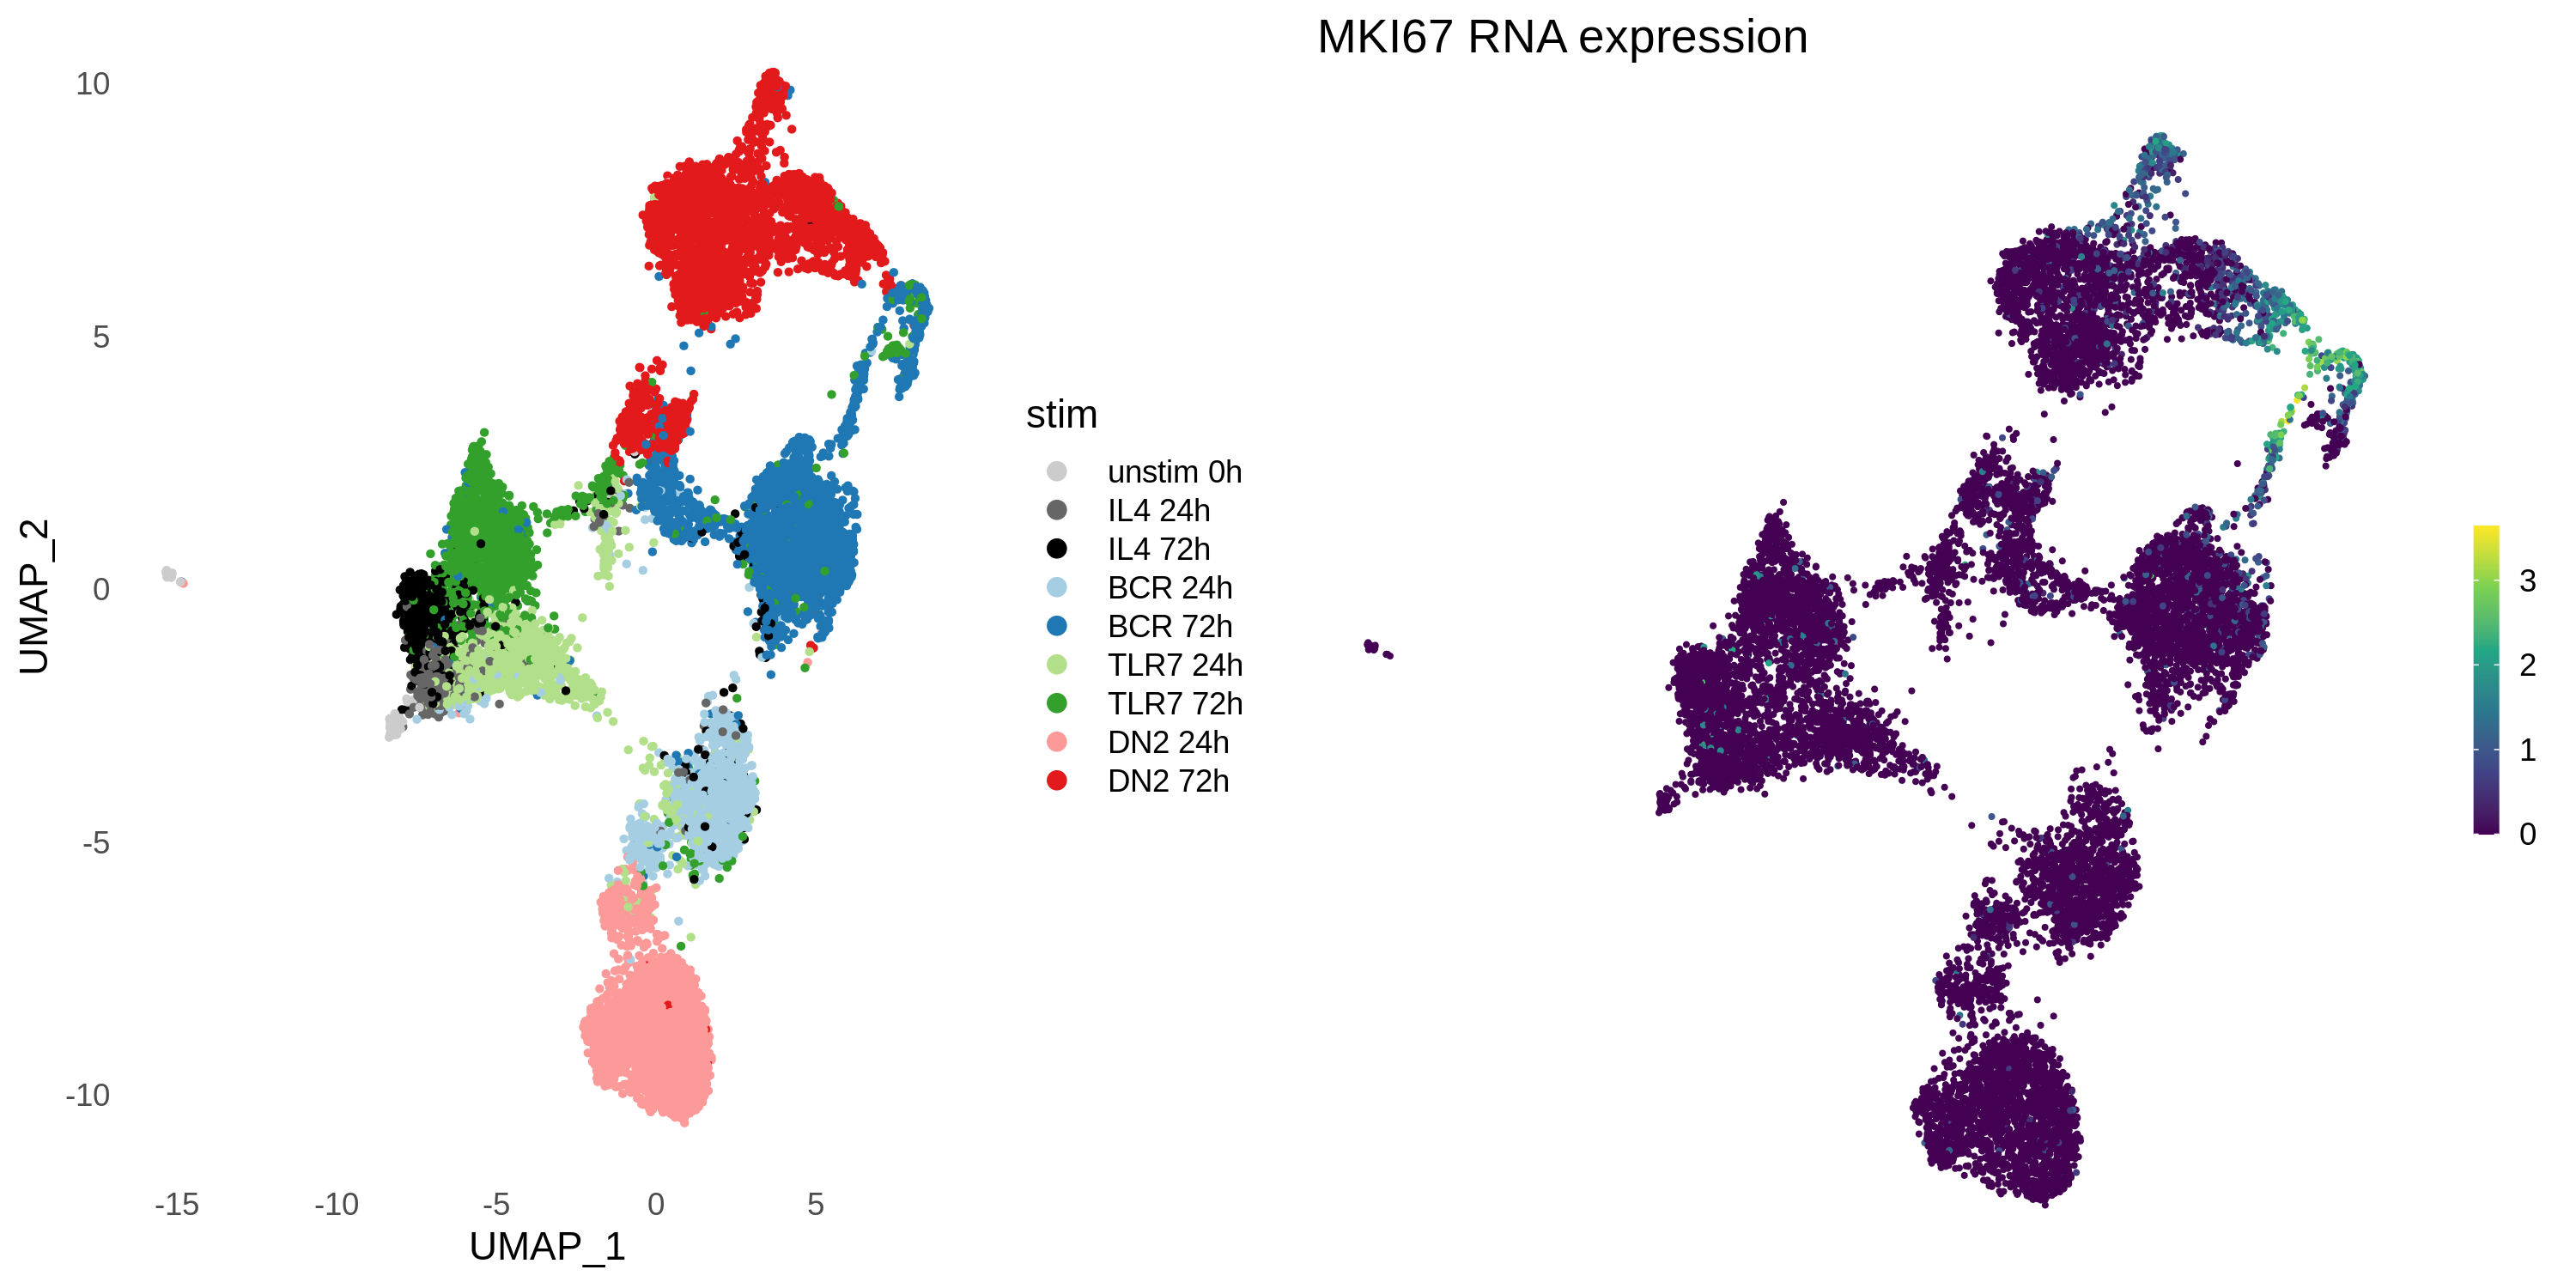 MKI67 RNA expression
10
5
0
-5
-10
UMAP_2
-15
-10
-5
0
5
UMAP_1
stim
unstim 0h
IL4 24h
IL4 72h
BCR 24h
BCR 72h
TLR7 24h
TLR7 72h
DN2 24h
DN2 72h
3
2
1
0